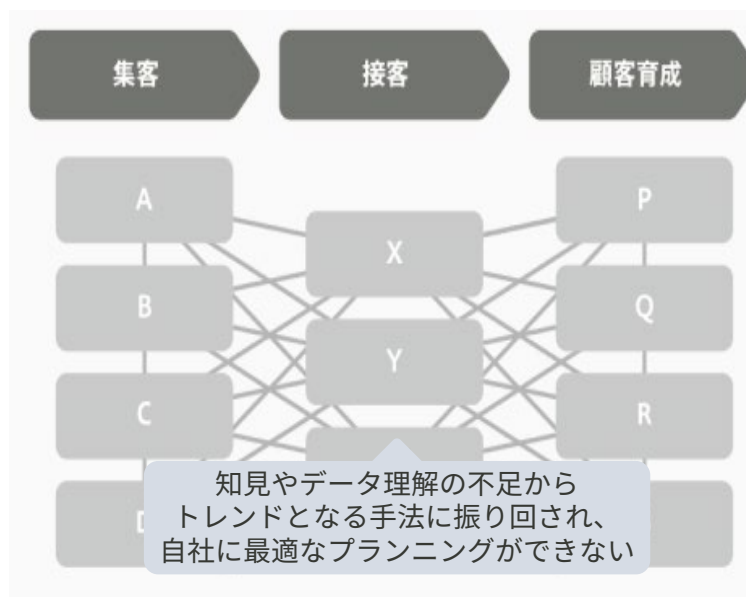 集客
接客
顧客育成
A
X
P
B
Y
Q
C
R
知見やデータ理解の不足から
トレンドとなる手法に振り回され、
自社に最適なプランニングができない